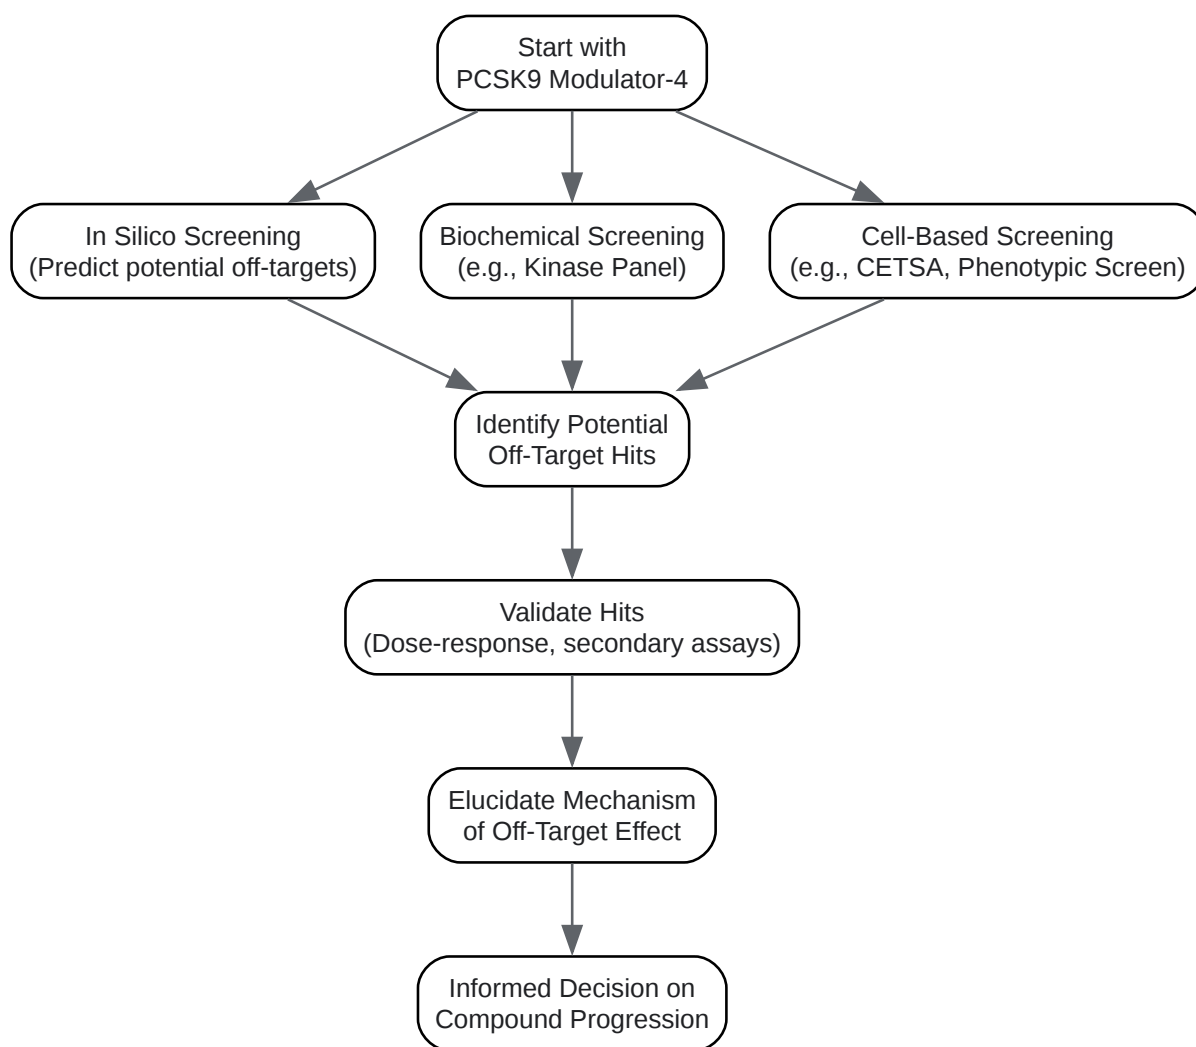 Start with
PCSK9 Modulator-4
In Silico Screening
(Predict potential off-targets)
Biochemical Screening
(e.g., Kinase Panel)
Cell-Based Screening
(e.g., CETSA, Phenotypic Screen)
Identify Potential
Off-Target Hits
Validate Hits
(Dose-response, secondary assays)
Elucidate Mechanism
of Off-Target Effect
Informed Decision on
Compound Progression